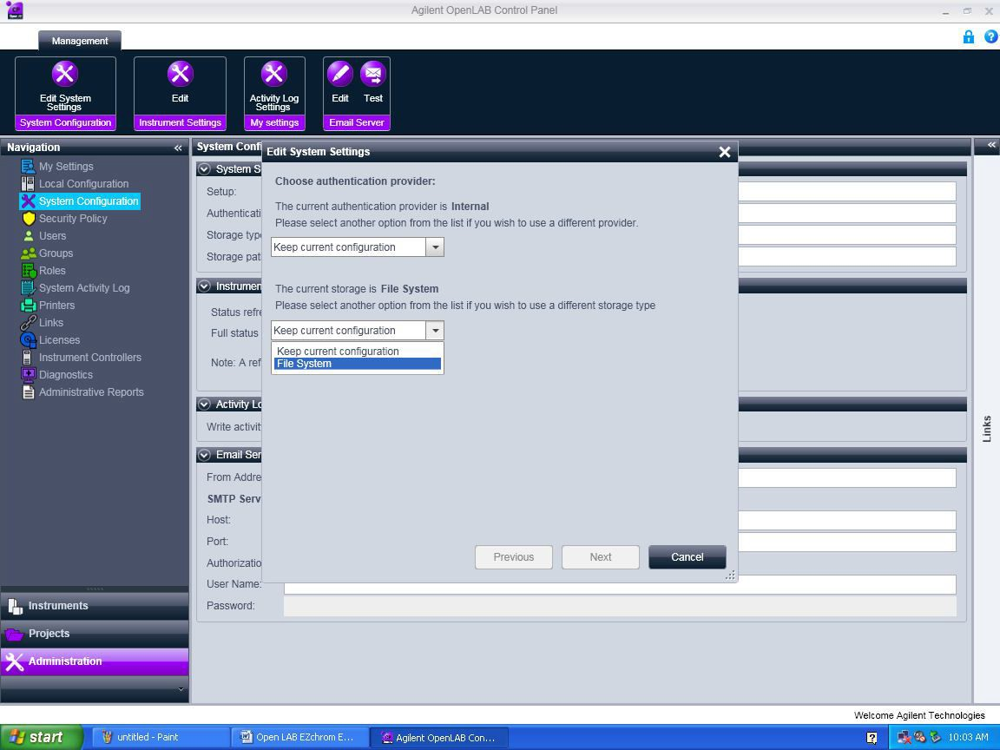 Agilent OpenLAB Control Panel
Management
Edit System
Settings
System Configuration
Edit
Instrument Settings
Activity Log
Settings
My settings
Edit
Test
Email Server
Navigation
My Settings
Local Configuration
System Configuration
Security Policy
Users
Groups
Roles
System Activity Log
Printers
Links
Licenses
Instrument Controllers
Diagnostics
Administrative Reports
Instruments
Projects
Administration
System Confi
System S
Setup:
Authenticati
Storage type
Storage path
Instrumen
Status refre
Full status
Note: A ref
Activity Lo
Write activit
Email Ser
From Addre
SMTP Serv
Host:
Port:
Authorizatio
User Name:
Password:
Edit System Settings
Choose authentication provider:
The current authentication provider is Internal
Please select another option from the list if you wish to use a different provider.
Keep current configuration
The current storage is File System
Please select another option from the list if you wish to use a different storage type
Keep current configuration
Keep current configuration
File System
Previous
Next
Cancel
Links
Welcome Agilent Technologies
start
untitled - Paint
Open LAB EZchrom E...
Agilent OpenLAB Con...
10:03 AM